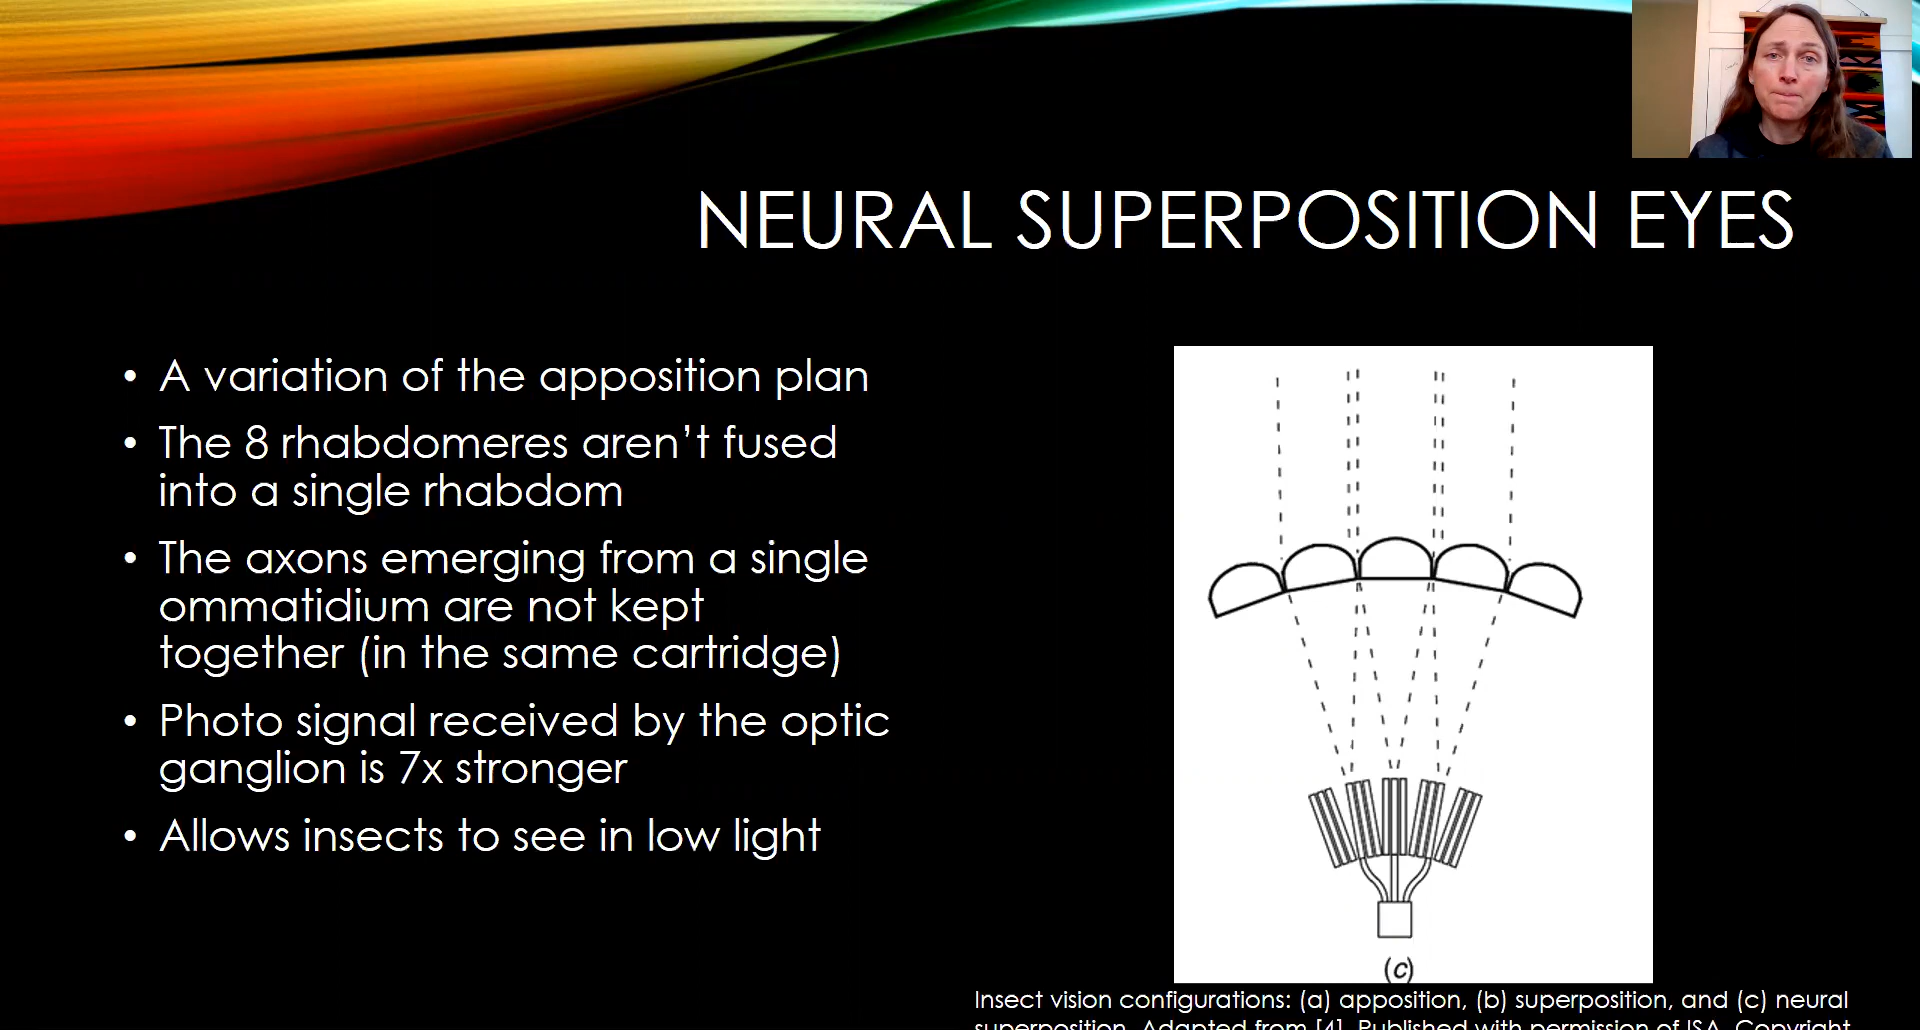 NEURAL SUPERPOSITION EYES
• A variation of the apposition plan
• The 8 rhabdomeres aren't fused
into a single rhabdom
• The axons emerging from a single
ommatidium are not kept
together (in the same cartridge)
• Photo signal received by the optic
ganglion is 7x stronger
• Allows insects to see in low light
(c)
Insect vision configurations: (a) apposition, (b) superposition, and (c) neural
superposition. Adapted from [4]. Published with permission of ISA. Copyright